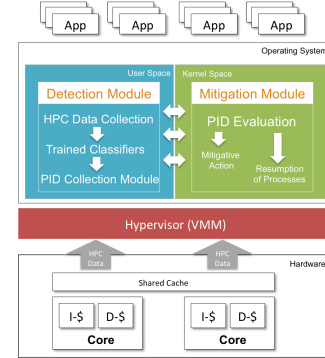 App App App App
Operating System
User Space Kernel Space
Detection Module Mitigation Module
HPC Data Collection PID Evaluation
Trained Classifiers Mitigative
Action
PID Collection Module Resumption
of Processes
Hypervisor (VMM)
HPC
Data
HPC
Data
Hardware
Shared Cache
I-$ D-$ I-$ D-$
Core Core